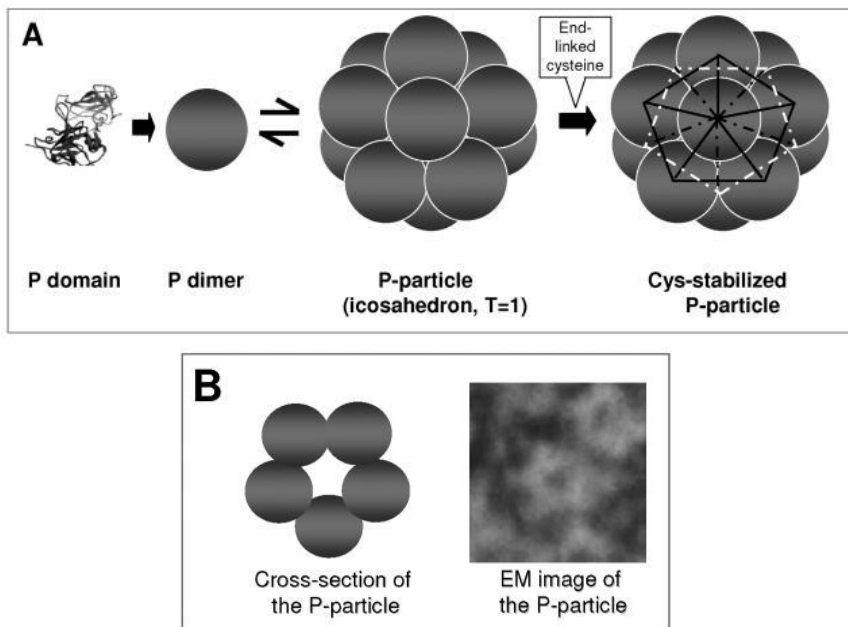 A
End-
linked
cysteine
P domain
P dimer
P-particle
(icosahedron, T=1)
Cys-stabilized
P-particle
B
Cross-section of
the P-particle
EM image of
the P-particle